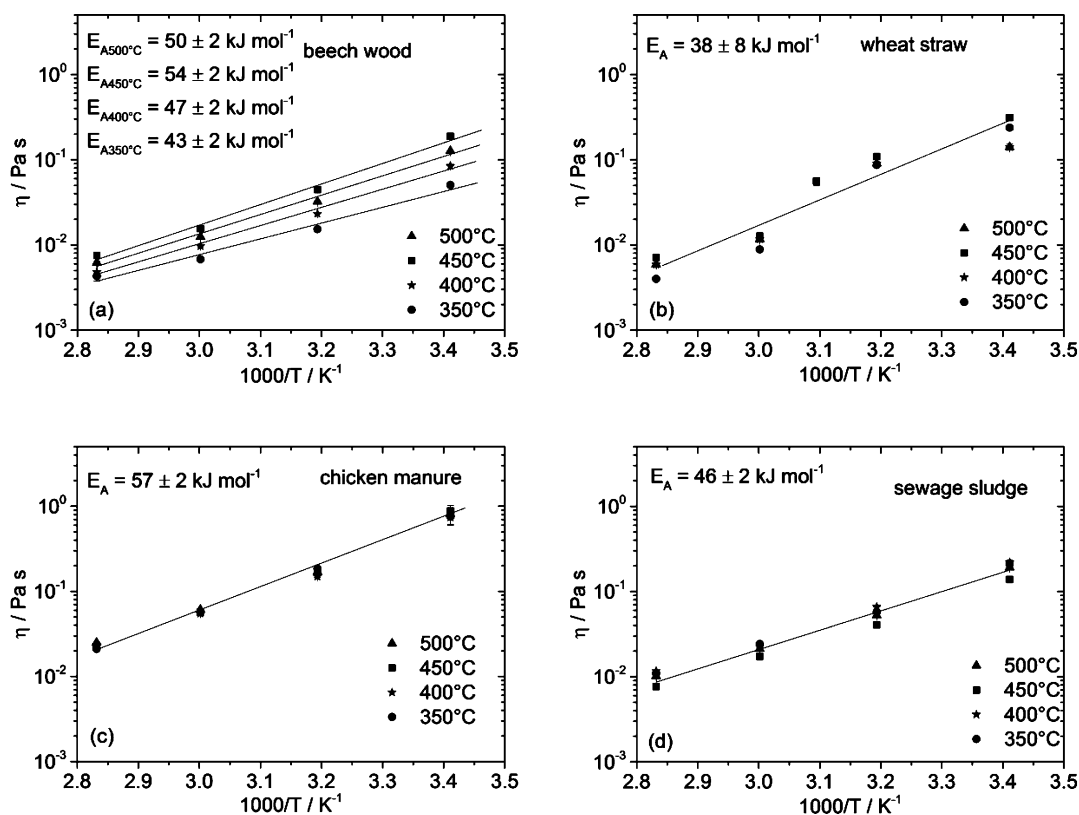 E_A500°C = 50 ± 2 kJ mol⁻¹
beech wood
E_A450°C = 54 ± 2 kJ mol⁻¹
E_A400°C = 47 ± 2 kJ mol⁻¹
E_A350°C = 43 ± 2 kJ mol⁻¹
10⁰
10⁻¹
10⁻²
10⁻³
η / Pa s
500°C
450°C
400°C
350°C
(a)
2.8 2.9 3.0 3.1 3.2 3.3 3.4 3.5
1000/T / K⁻¹
E_A = 38 ± 8 kJ mol⁻¹
wheat straw
10⁰
10⁻¹
10⁻²
10⁻³
η / Pa s
500°C
450°C
400°C
350°C
(b)
2.8 2.9 3.0 3.1 3.2 3.3 3.4 3.5
1000/T / K⁻¹
E_A = 57 ± 2 kJ mol⁻¹
chicken manure
10⁰
10⁻¹
10⁻²
10⁻³
η / Pa s
500°C
450°C
400°C
350°C
(c)
2.8 2.9 3.0 3.1 3.2 3.3 3.4 3.5
1000/T / K⁻¹
E_A = 46 ± 2 kJ mol⁻¹
sewage sludge
10⁰
10⁻¹
10⁻²
10⁻³
η / Pa s
500°C
450°C
400°C
350°C
(d)
2.8 2.9 3.0 3.1 3.2 3.3 3.4 3.5
1000/T / K⁻¹